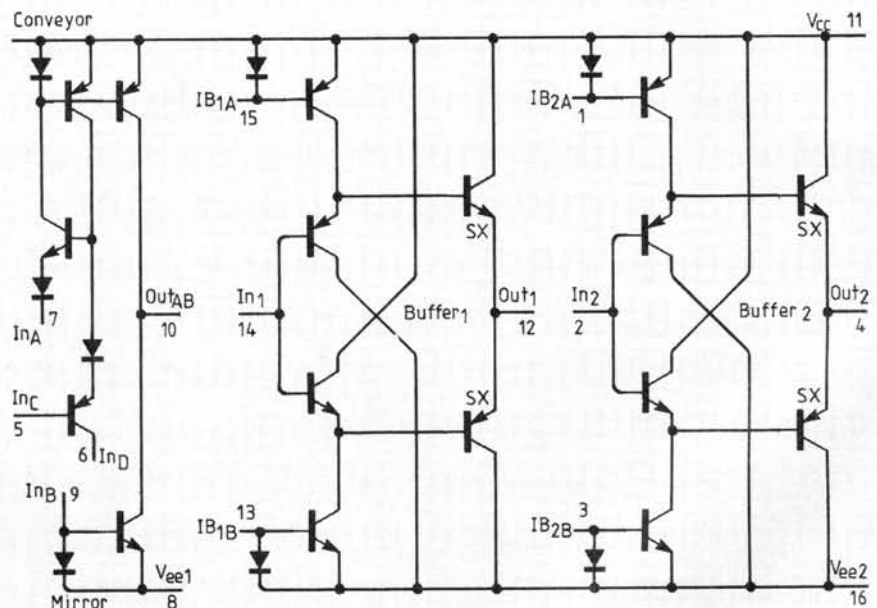 Conveyor
VCC 11
IB1A
15
IB2A
1
SX
SX
7
InA
OutAB
10
In1
14
Buffer1
Out1
12
In2
2
Buffer 2
Out2
4
InC
5
SX
SX
6 InD
InB 9
13
IB1B
3
IB2B
Vee1
8
Mirror
Vee2
16